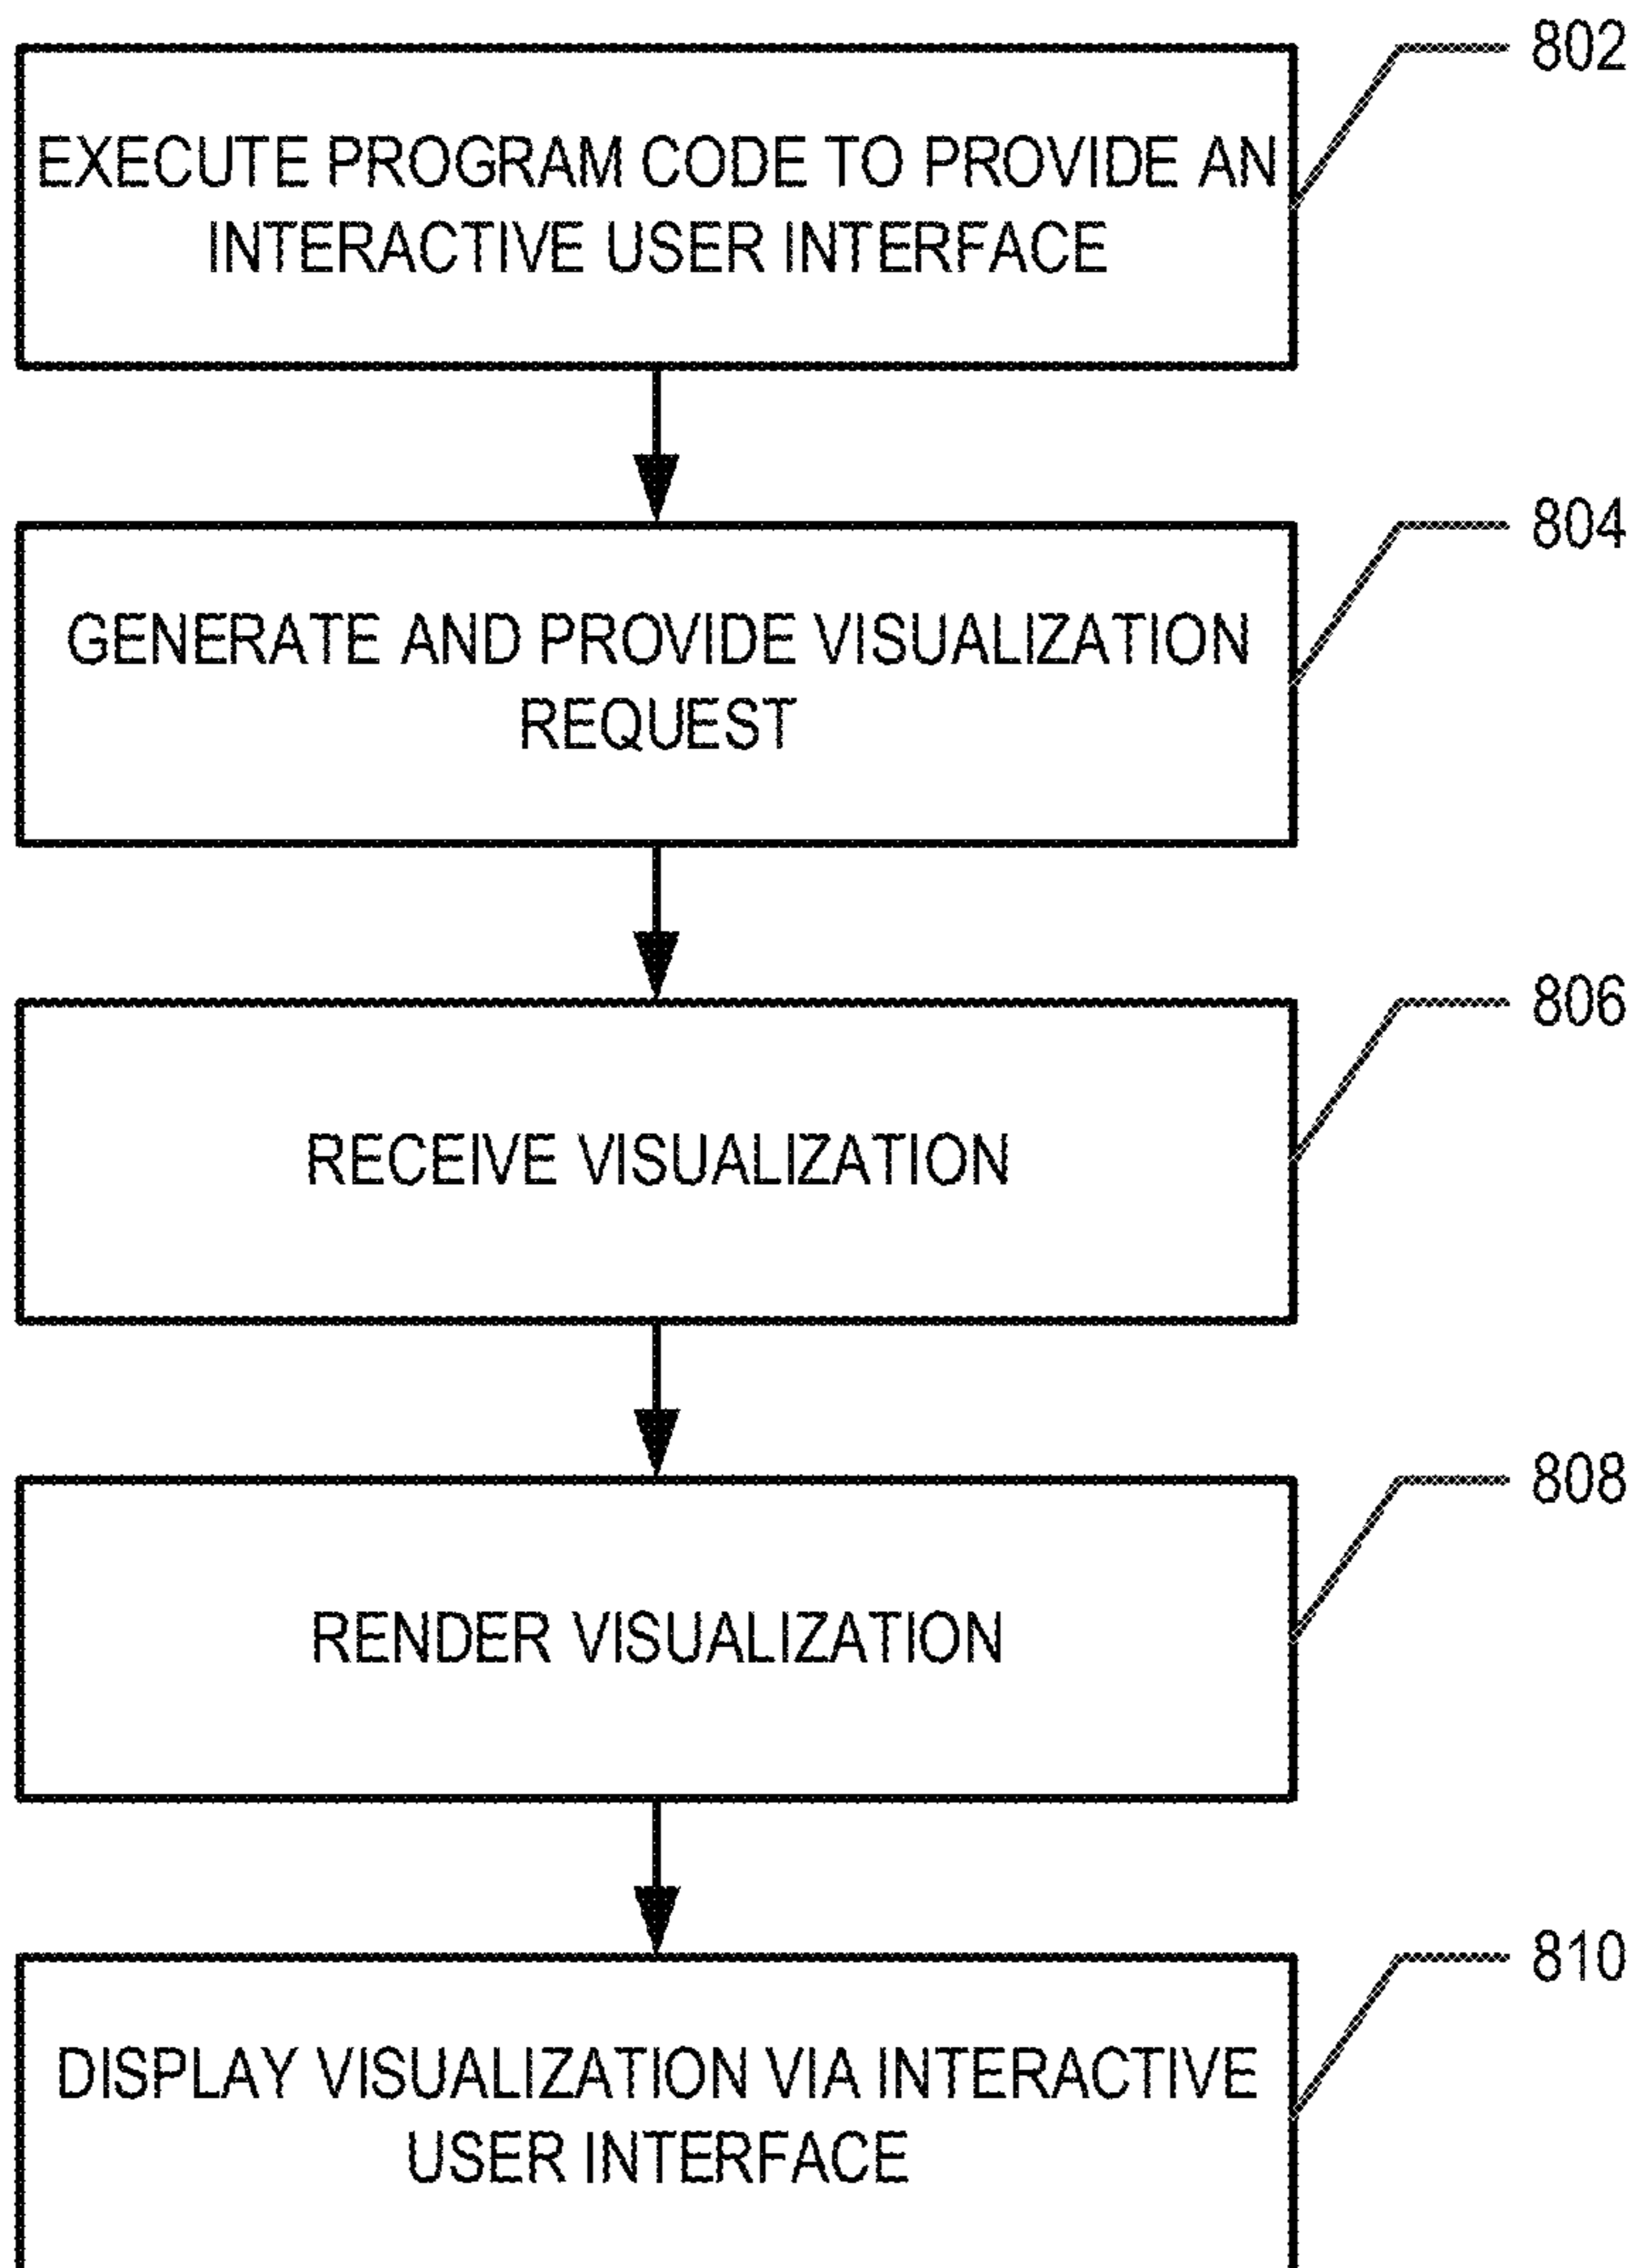 802
EXECUTE PROGRAM CODE TO PROVIDE AN
INTERACTIVE USER INTERFACE
804
GENERATE AND PROVIDE VISUALIZATION
REQUEST
806
RECEIVE VISUALIZATION
808
RENDER VISUALIZATION
810
DISPLAY VISUALIZATION VIA INTERACTIVE
USER INTERFACE